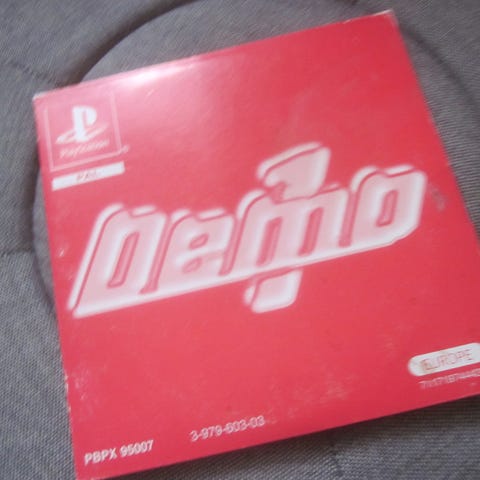 PlayStation
PAL
Demo
1
EUROPE
3-979-603-03
PBPX 95007